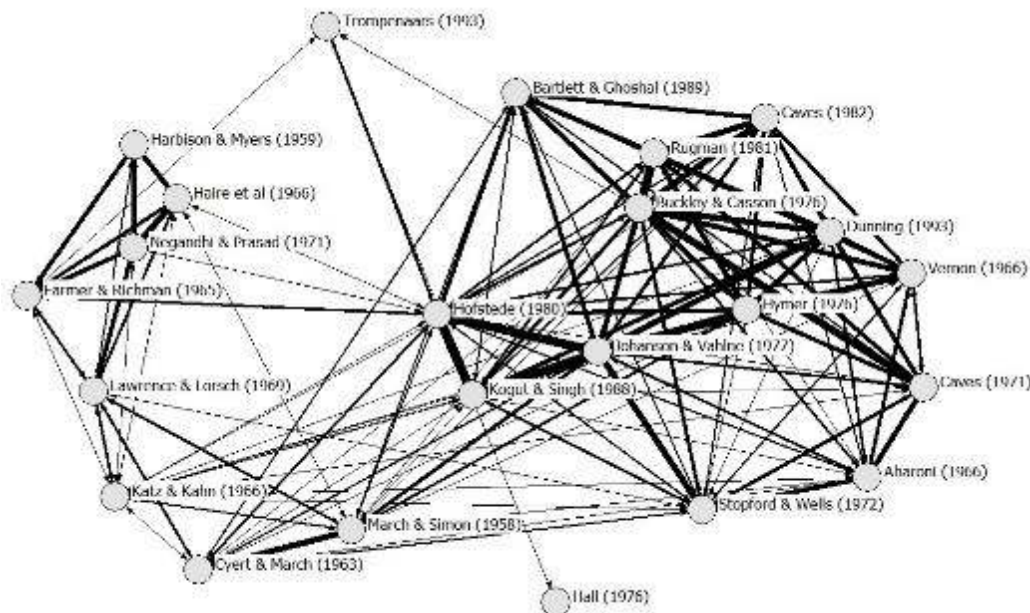 Trompenaars (1993)
Bartlett & Ghoshal (1989)
Caves (1982)
Harbison & Myers (1959)
Rugman (1981)
Haire et al (1966)
Buckley & Casson (1976)
Negandhi & Prasad (1971)
Dunning (1993)
Vernon (1966)
Farmer & Richman (1965)
Hofstede (1980)
Hymer (1976)
Johanson & Vahlne (1977)
Lawrence & Lorsch (1969)
Kogut & Singh (1988)
Caves (1971)
Aharoni (1966)
Katz & Kahn (1966)
Stopford & Wells (1972)
March & Simon (1958)
Cyert & March (1963)
Hall (1976)